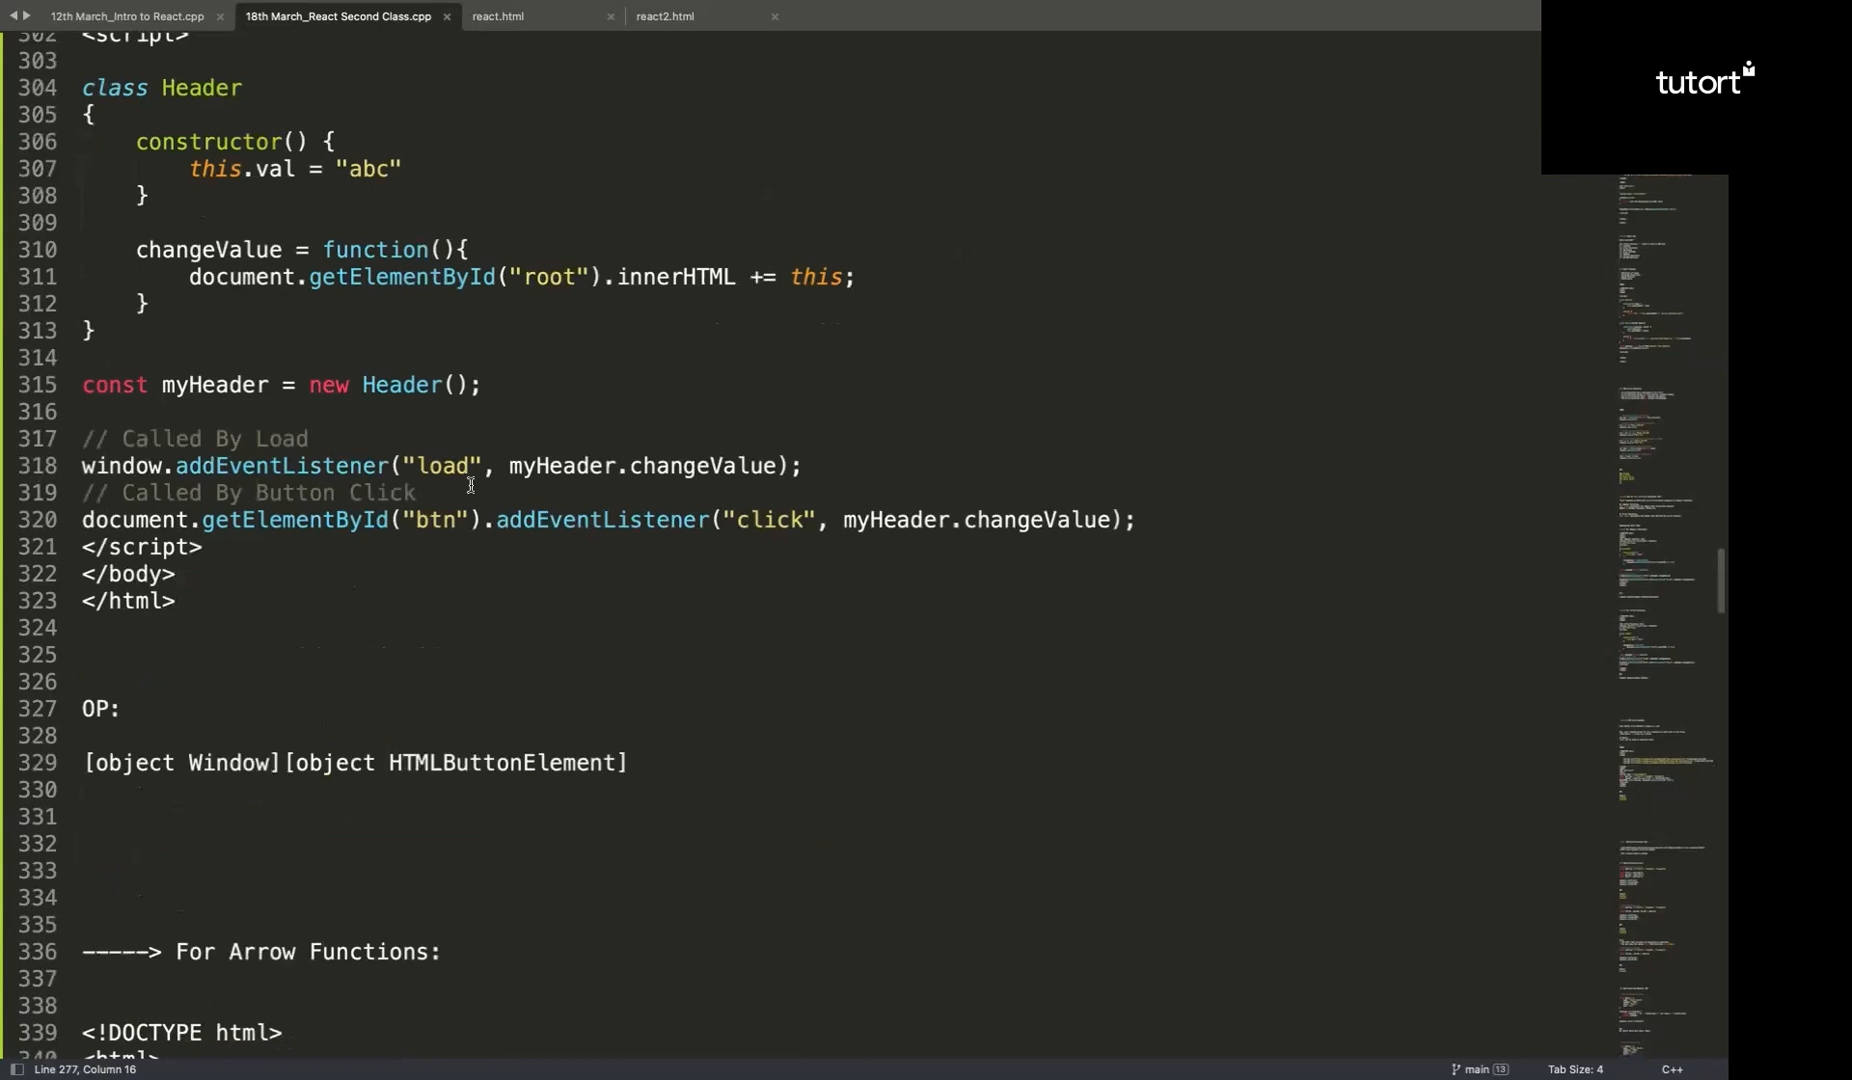 12th March_Intro to React.cpp × 18th March_React Second Class.cpp × react.html × react2.html ×
tutort
302 <script>
303
304 class Header
305 {
306     constructor() {
307         this.val = "abc"
308     }
309
310     changeValue = function(){
311         document.getElementById("root").innerHTML += this;
312     }
313 }
314
315 const myHeader = new Header();
316
317 // Called By Load
318 window.addEventListener("load", myHeader.changeValue);
319 // Called By Button Click
320 document.getElementById("btn").addEventListener("click", myHeader.changeValue);
321 </script>
322 </body>
323 </html>
324
325
326
327 OP:
328
329 [object Window][object HTMLButtonElement]
330
331
332
333
334
335
336 -----> For Arrow Functions:
337
338
339 <!DOCTYPE html>
340 <html>
Line 277, Column 16 main 13 Tab Size: 4 C++